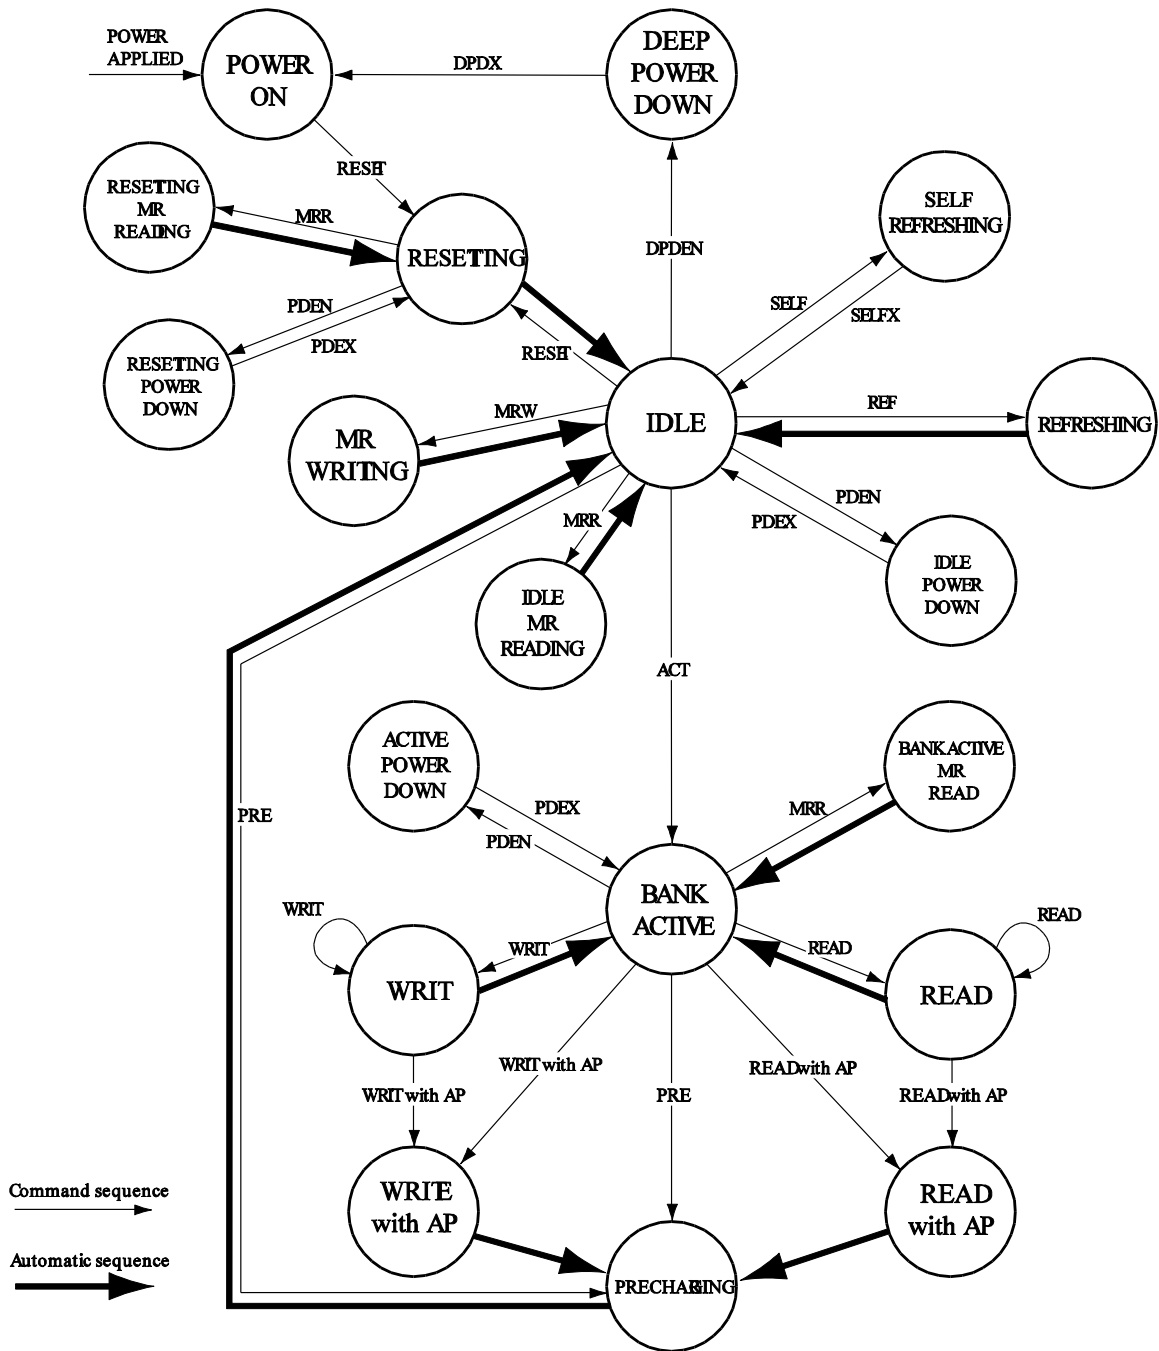 POWER
APPLIED
POWER
ON
DPDX
DEEP
POWER
DOWN
RESET
RESETTING
MR
READING
MRR
RESETTING
SELF
REFRESHING
DPDEN
PDEN
PDEX
SELF
SELFX
RESETTING
POWER
DOWN
RESET
MRW
IDLE
REF
REFRESHING
MR
WRITING
PDEN
PDEX
MRR
IDLE
MR
READING
IDLE
POWER
DOWN
ACT
ACTIVE
POWER
DOWN
BANK ACTIVE
MR
READ
PDEX
PDEN
MRR
PRE
BANK
ACTIVE
WRIT
WRIT
READ
READ
WRIT
READ
WRIT with AP
WRIT with AP
PRE
READ with AP
READ with AP
WRITE
with AP
READ
with AP
PRECHARGING
Command sequence
Automatic sequence